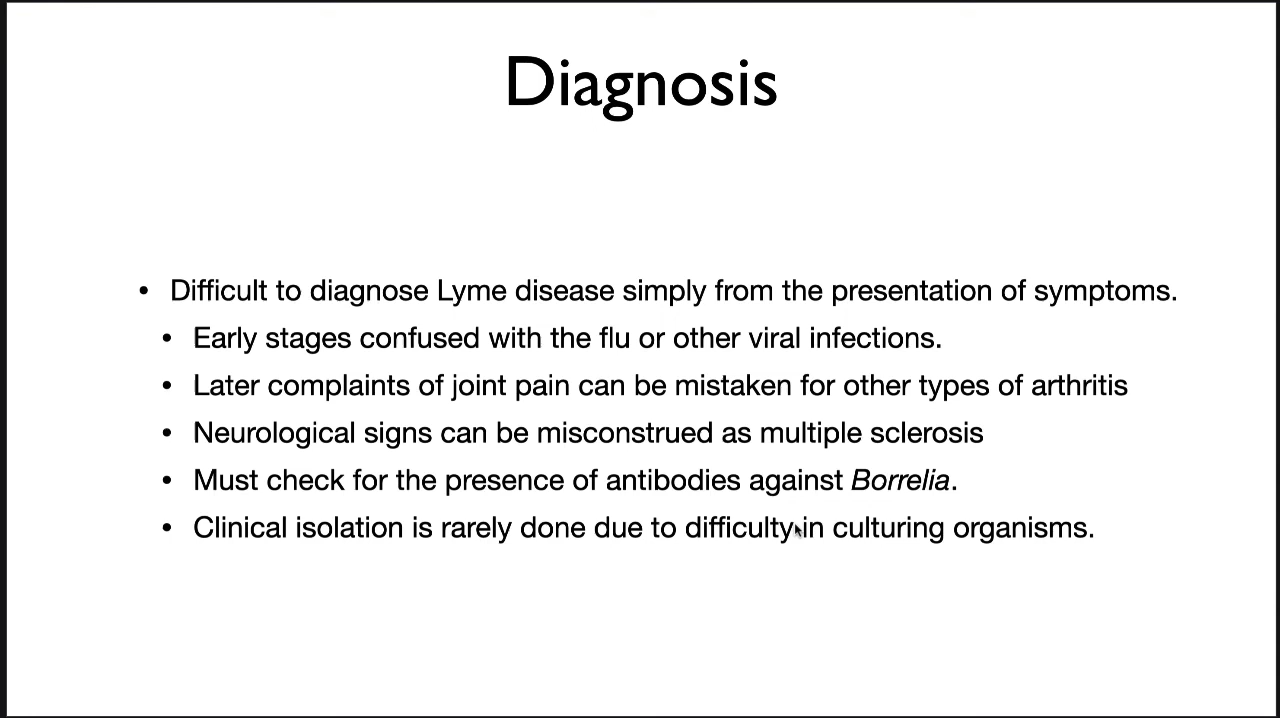 Diagnosis
• Difficult to diagnose Lyme disease simply from the presentation of symptoms.
• Early stages confused with the flu or other viral infections.
• Later complaints of joint pain can be mistaken for other types of arthritis
• Neurological signs can be misconstrued as multiple sclerosis
• Must check for the presence of antibodies against Borrelia.
• Clinical isolation is rarely done due to difficulty in culturing organisms.